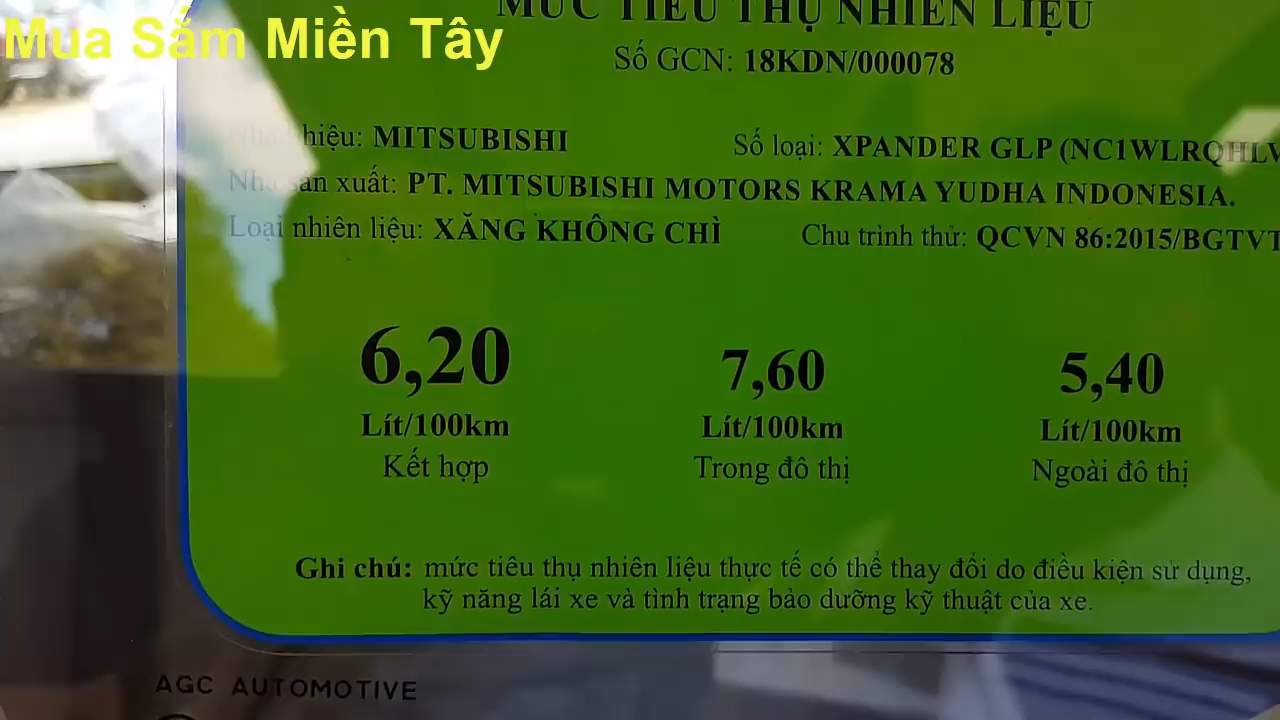 Mua Sắm Miền Tây
MỨC TIÊU THỤ NHIÊN LIỆU
Số GCN: 18KDN/000078
Nhãn hiệu: MITSUBISHI
Số loại: XPANDER GLP (NC1WLRQHLV
Nhà sản xuất: PT. MITSUBISHI MOTORS KRAMA YUDHA INDONESIA.
Loại nhiên liệu: XĂNG KHÔNG CHÌ
Chu trình thử: QCVN 86:2015/BGTVT
6,20
Lít/100km
Kết hợp
7,60
Lít/100km
Trong đô thị
5,40
Lít/100km
Ngoài đô thị
Ghi chú: mức tiêu thụ nhiên liệu thực tế có thể thay đổi do điều kiện sử dụng,
kỹ năng lái xe và tình trạng bảo dưỡng kỹ thuật của xe.
AGC AUTOMOTIVE